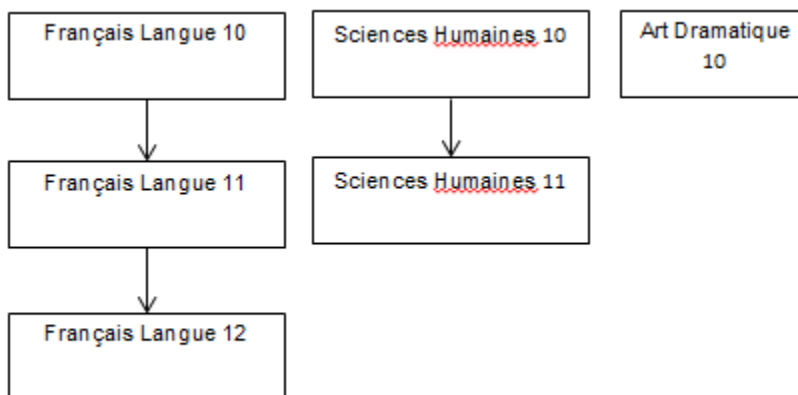 Français Langue 10
Sciences Humaines 10
Art Dramatique
10
Français Langue 11
Sciences Humaines 11
Français Langue 12